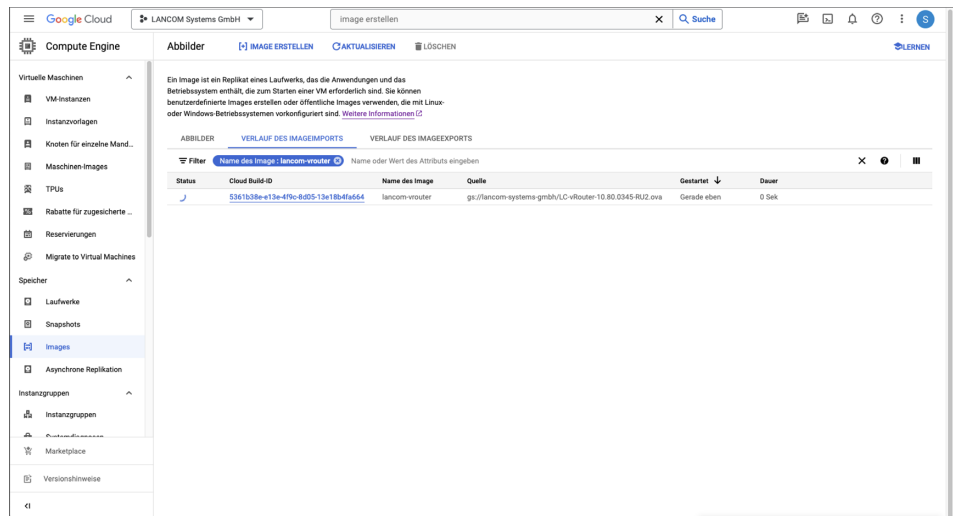 Google Cloud
LANCOM Systems GmbH
image erstellen
Suche
S
Compute Engine
Abbilder
IMAGE ERSTELLEN
AKTUALISIEREN
LÖSCHEN
LERNEN
Virtuelle Maschinen
VM-Instanzen
Instanzvorlagen
Knoten für einzelne Mand...
Maschinen-Images
TPUs
Rabatte für zugesicherte ...
Reservierungen
Migrate to Virtual Machines
Speicher
Laufwerke
Snapshots
Images
Asynchrone Replikation
Instanzgruppen
Instanzgruppen
Marketplace
Versionshinweise
Ein Image ist ein Replikat eines Laufwerks, das die Anwendungen und das
Betriebssystem enthält, die zum Starten einer VM erforderlich sind. Sie können
benutzerdefinierte Images erstellen oder öffentliche Images verwenden, die mit Linux-
oder Windows-Betriebssystemen vorkonfiguriert sind. Weitere Informationen
ABBILDER
VERLAUF DES IMAGEIMPORTS
VERLAUF DES IMAGEEXPORTS
Filter
Name des Image : lancom-vrouter
Name oder Wert des Attributs eingeben
Status Cloud Build-ID Name des Image Quelle Gestartet Dauer
5361b38e-e13e-4f9c-8d05-13e18b4fa664 lancom-vrouter gs://lancom-systems-gmbh/LC-vRouter-10.80.0345-RU2.ova Gerade eben 0 Sek